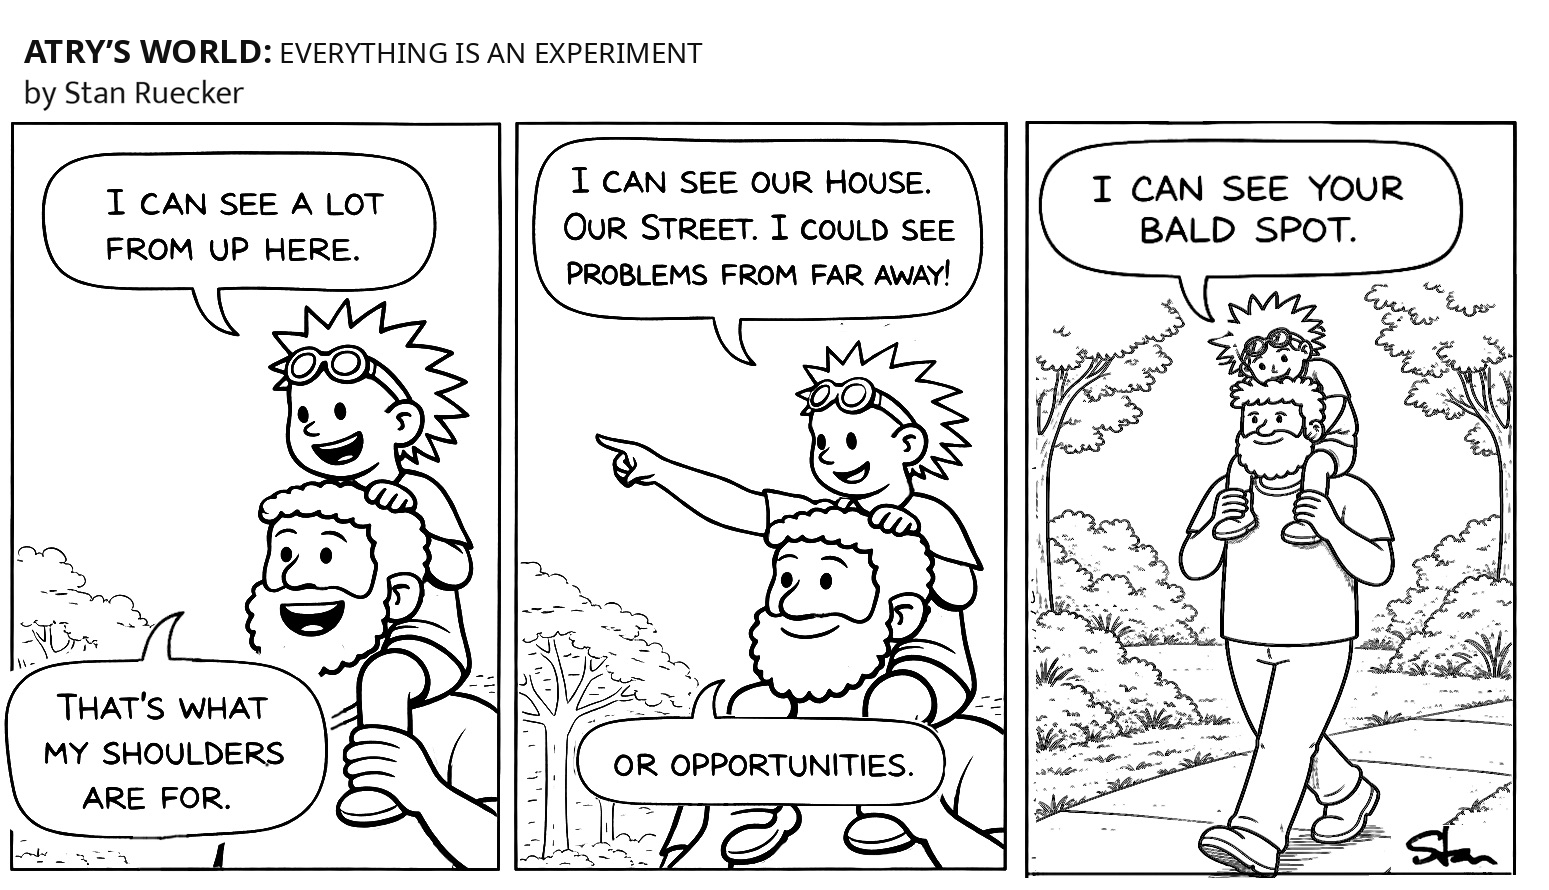 ATRY'S WORLD: EVERYTHING IS AN EXPERIMENT
by Stan Ruecker
I CAN SEE A LOT
FROM UP HERE.
THAT'S WHAT
MY SHOULDERS
ARE FOR.
I CAN SEE OUR HOUSE.
OUR STREET. I COULD SEE
PROBLEMS FROM FAR AWAY!
OR OPPORTUNITIES.
I CAN SEE YOUR
BALD SPOT.
Stan